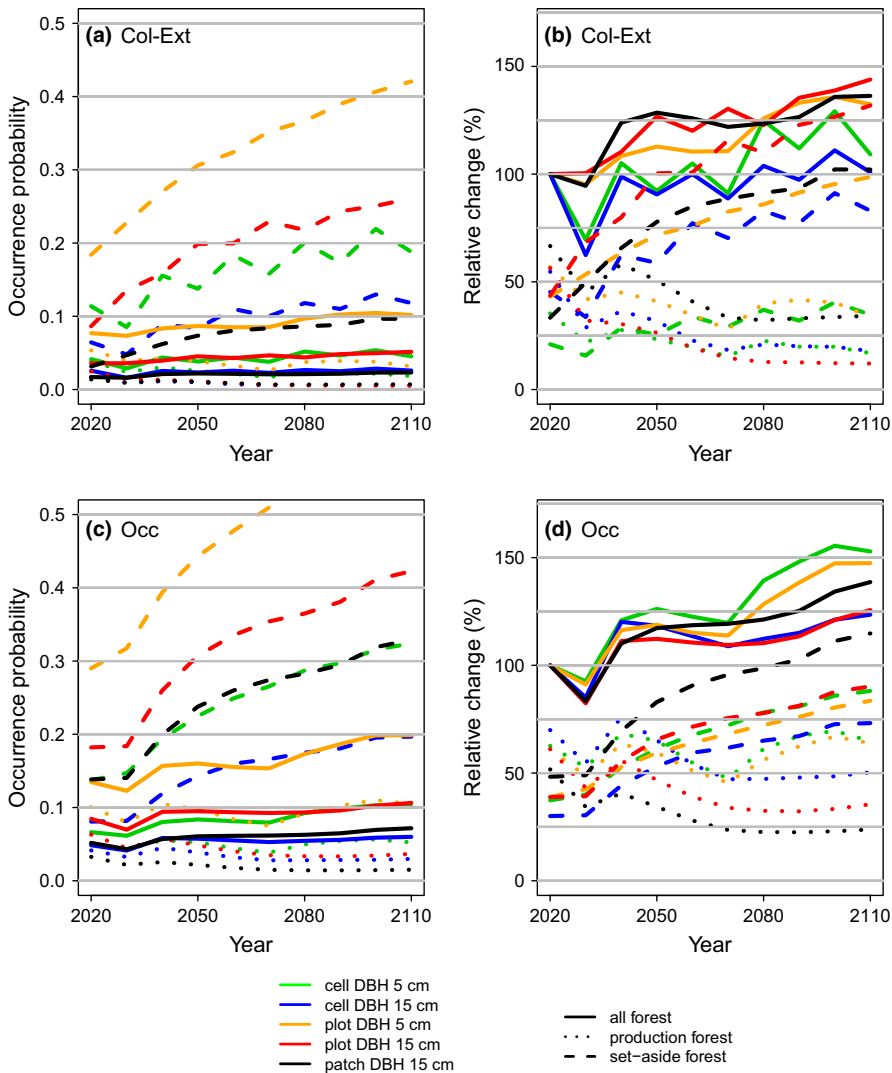 (a) Col-Ext
Occurrence probability
0.5
0.4
0.3
0.2
0.1
0.0
2020 2050 2080 2110
Year
(b) Col-Ext
Relative change (%)
150
100
50
0
2020 2050 2080 2110
Year
(c) Occ
Occurrence probability
0.5
0.4
0.3
0.2
0.1
0.0
2020 2050 2080 2110
Year
(d) Occ
Relative change (%)
150
100
50
0
2020 2050 2080 2110
Year
cell DBH 5 cm
cell DBH 15 cm
plot DBH 5 cm
plot DBH 15 cm
patch DBH 15 cm
all forest
production forest
set−aside forest